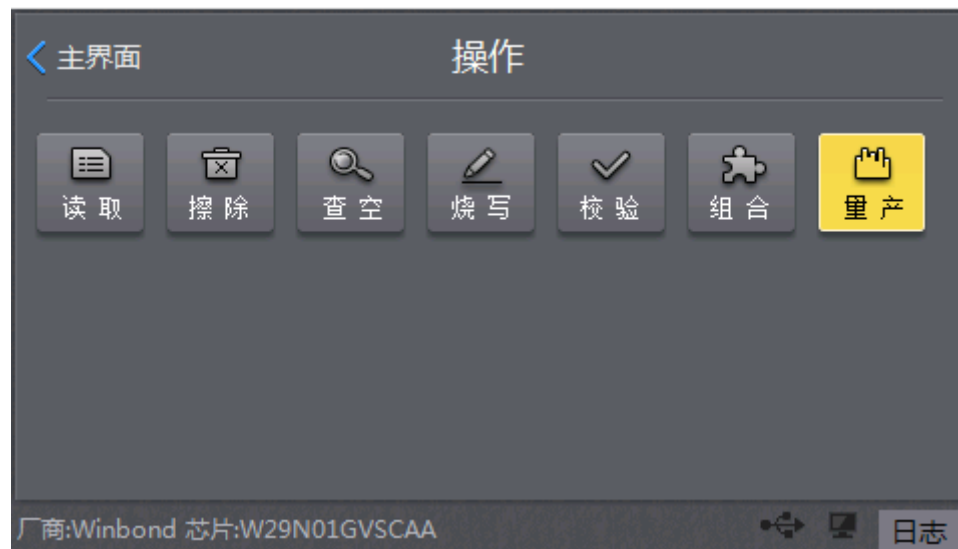 主界面 操作
读取 擦除 查空 烧写 校验 组合 量产
厂商:Winbond 芯片:W29N01GVSCAA 日志